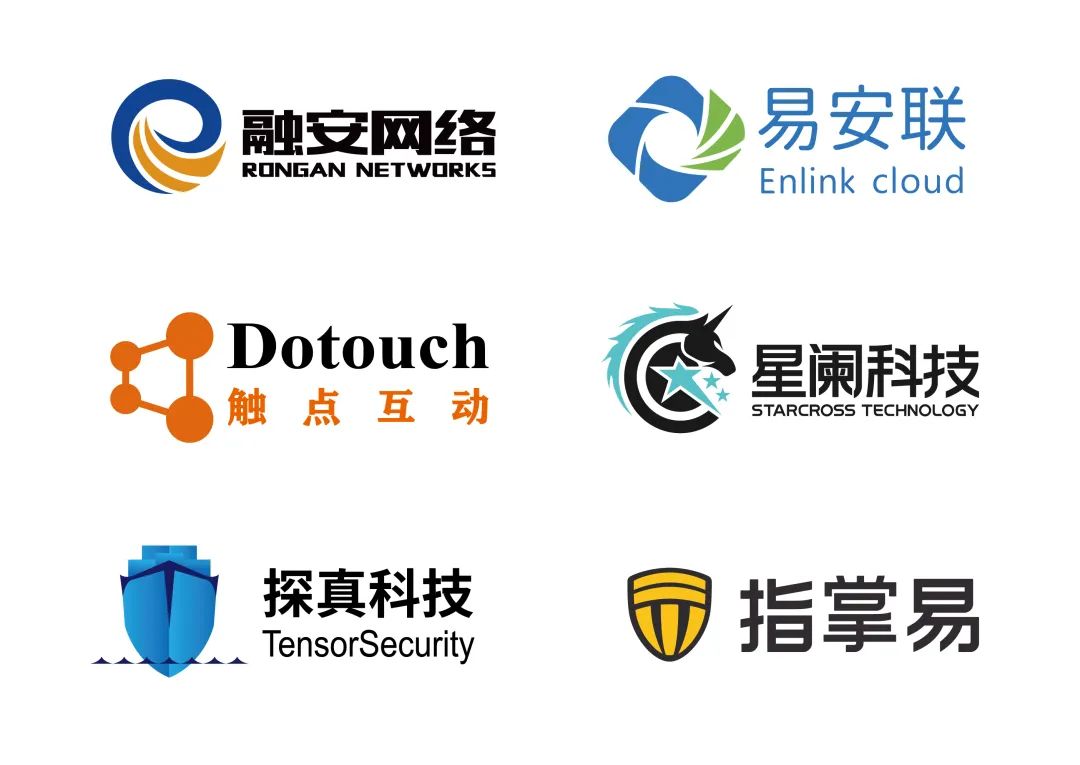 融安网络
RONGAN NETWORKS
易安联
Enlink cloud
Dotouch
触点互动
星阑科技
STARCROSS TECHNOLOGY
探真科技
TensorSecurity
指掌易